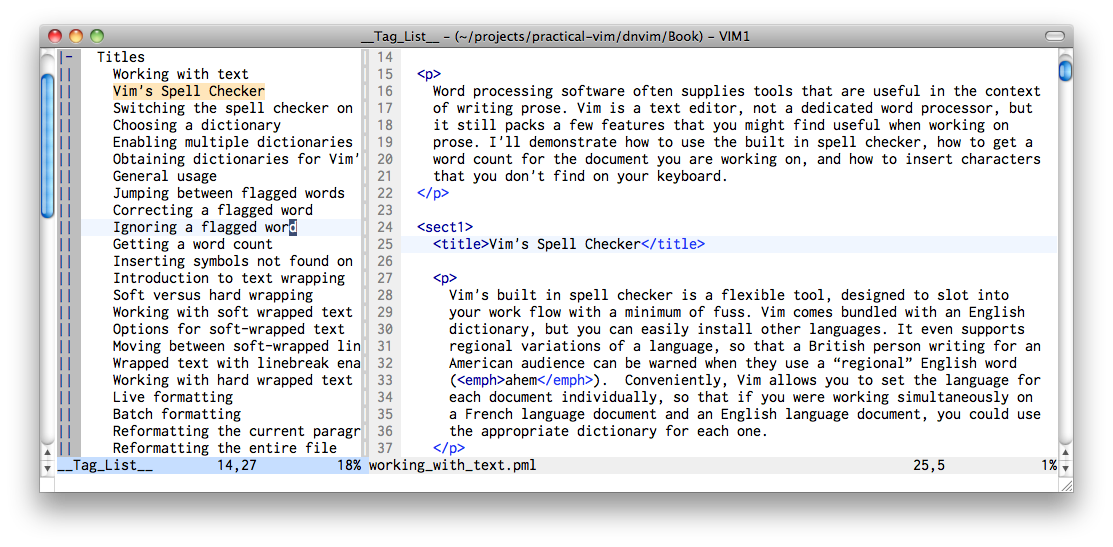 __Tag_List__ – (~/projects/practical-vim/dnvim/Book) – VIM1
|- Titles
|| Working with text
|| Vim's Spell Checker
|| Switching the spell checker on
|| Choosing a dictionary
|| Enabling multiple dictionaries
|| Obtaining dictionaries for Vim'
|| General usage
|| Jumping between flagged words
|| Correcting a flagged word
|| Ignoring a flagged word
|| Getting a word count
|| Inserting symbols not found on
|| Introduction to text wrapping
|| Soft versus hard wrapping
|| Working with soft wrapped text
|| Options for soft-wrapped text
|| Moving between soft-wrapped lin
|| Wrapped text with linebreak ena
|| Working with hard wrapped text
|| Live formatting
|| Batch formatting
|| Reformatting the current paragr
|| Reformatting the entire file
__Tag_List__ 14,27 18%
14
15 <p>
16 Word processing software often supplies tools that are useful in the context
17 of writing prose. Vim is a text editor, not a dedicated word processor, but
18 it still packs a few features that you might find useful when working on
19 prose. I'll demonstrate how to use the built in spell checker, how to get a
20 word count for the document you are working on, and how to insert characters
21 that you don't find on your keyboard.
22 </p>
23
24 <sect1>
25 <title>Vim's Spell Checker</title>
26
27 <p>
28 Vim's built in spell checker is a flexible tool, designed to slot into
29 your work flow with a minimum of fuss. Vim comes bundled with an English
30 dictionary, but you can easily install other languages. It even supports
31 regional variations of a language, so that a British person writing for an
32 American audience can be warned when they use a “regional” English word
33 (<emph>ahem</emph>).  Conveniently, Vim allows you to set the language for
34 each document individually, so that if you were working simultaneously on
35 a French language document and an English language document, you could use
36 the appropriate dictionary for each one.
37 </p>
working_with_text.pml 25,5 1%